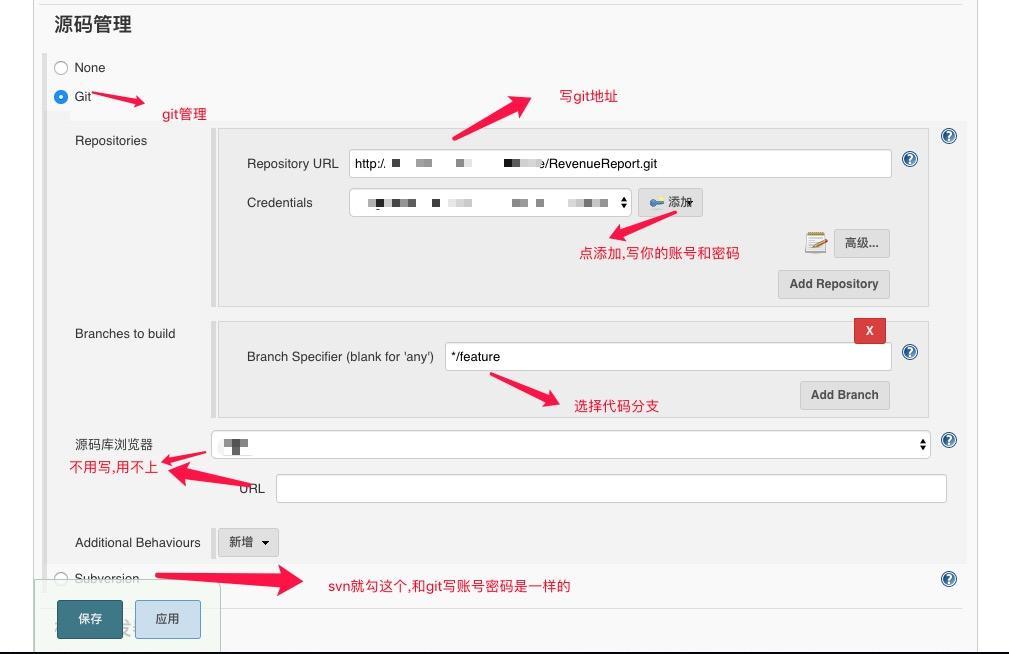 源码管理
None
Git
git管理
写git地址
Repositories
Repository URL http:/. e/RevenueReport.git
Credentials 添加
点添加,写你的账号和密码
高级...
Add Repository
Branches to build
X
Branch Specifier (blank for 'any') */feature
Add Branch
选择代码分支
源码库浏览器
不用写,用不上
URL
Additional Behaviours 新增
Subversion
svn就勾这个,和git写账号密码是一样的
保存 应用